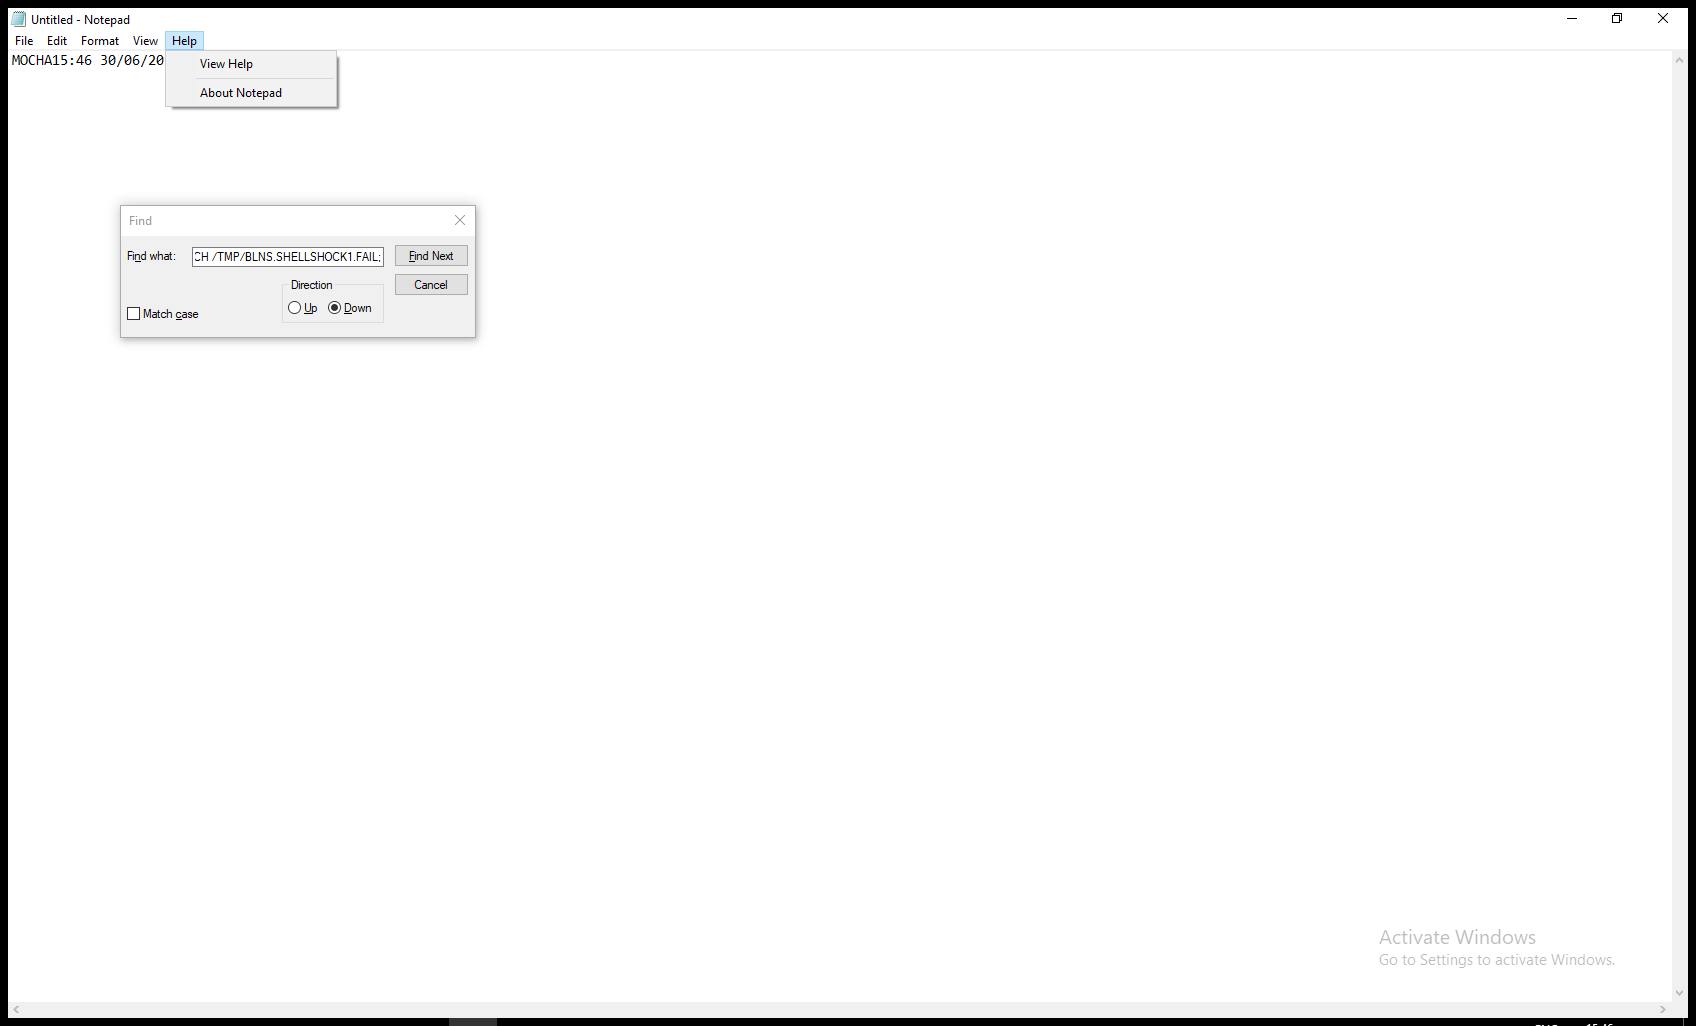 Untitled - Notepad
File Edit Format View Help
MOCHA15:46 30/06/20
View Help
About Notepad
Find
Find what: CH /TMP/BLNS.SHELLSHOCK1.FAIL; Find Next
Direction Cancel
Up Down
Match case
Activate Windows
Go to Settings to activate Windows.